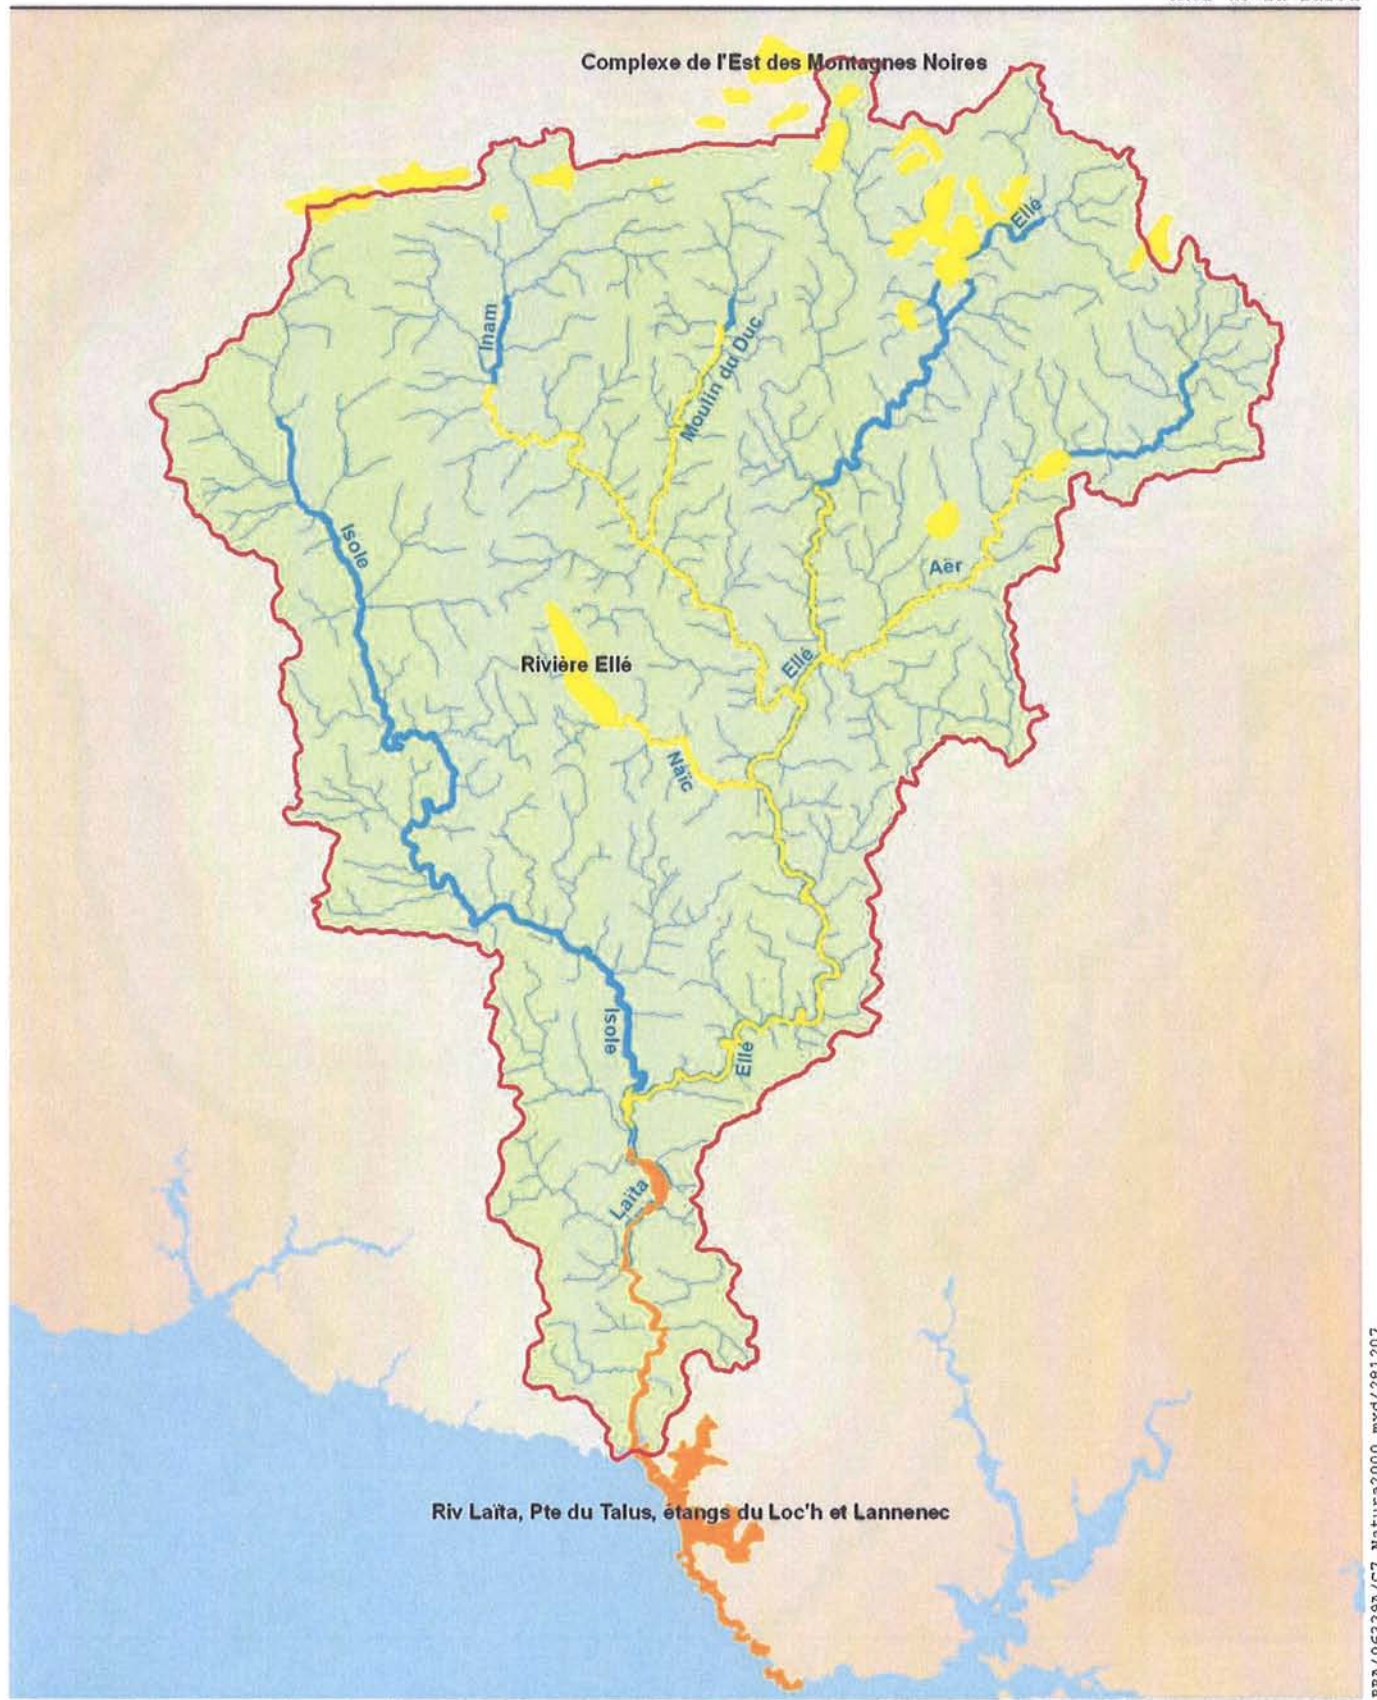 Complexe de l'Est des Montagnes Noires
Ellé
Inam
Moulin du Duc
Isole
Aër
Rivière Ellé
Ellé
Naïc
Isole
Ellé
Laïta
Riv Laïta, Pte du Talus, étangs du Loc'h et Lannenec